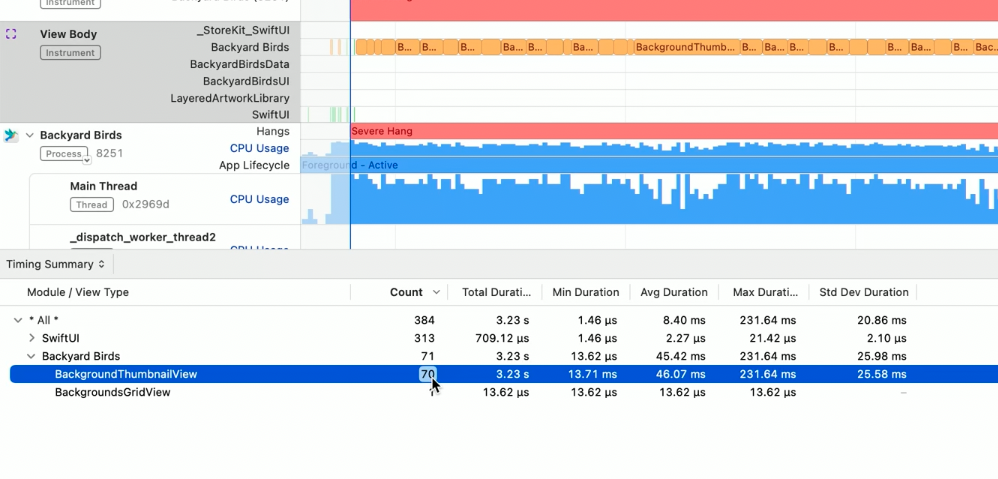 Instrument
View Body
Instrument
_StoreKit_SwiftUI
Backyard Birds
BackyardBirdsData
BackyardBirdsUI
LayeredArtworkLibrary
SwiftUI
B... B... B... Ba... B... Ba... BackgroundThumb... B... Ba... B... B... B... B... Ba... B... Bac...
Backyard Birds
Process 8251
Hangs
Severe Hang
CPU Usage
App Lifecycle
Foreground - Active
Main Thread
Thread 0x2969d
CPU Usage
_dispatch_worker_thread2
CPU Usage
Timing Summary
Module / View Type Count Total Durati... Min Duration Avg Duration Max Durati... Std Dev Duration
* All * 384 3.23 s 1.46 µs 8.40 ms 231.64 ms 20.86 ms
SwiftUI 313 709.12 µs 1.46 µs 2.27 µs 21.42 µs 2.10 µs
Backyard Birds 71 3.23 s 13.62 µs 45.42 ms 231.64 ms 25.98 ms
BackgroundThumbnailView 70 3.23 s 13.71 ms 46.07 ms 231.64 ms 25.58 ms
BackgroundsGridView 1 13.62 µs 13.62 µs 13.62 µs 13.62 µs –